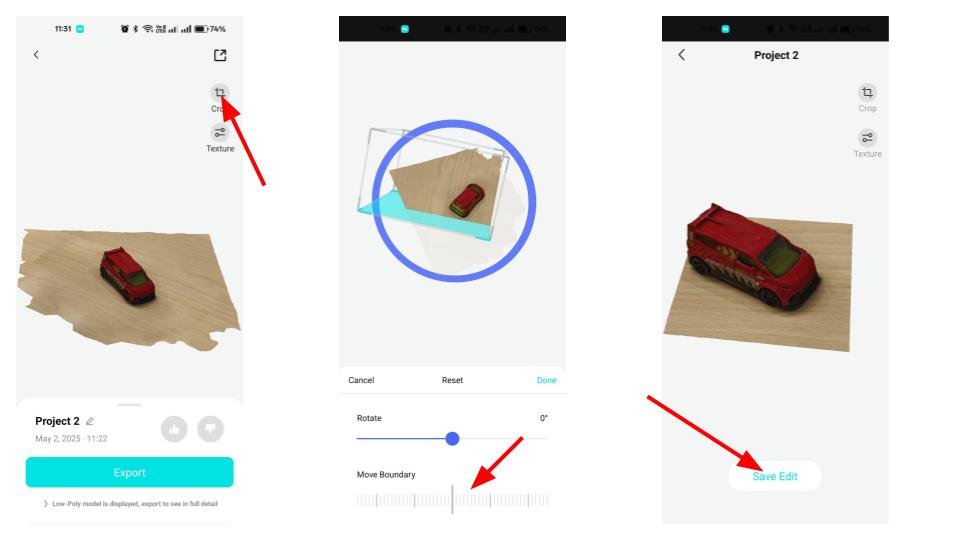 11:31
74%
Crop
Texture
Project 2
May 2, 2025 · 11:22
Export
Low-Poly model is displayed, export to see in full detail
Cancel
Reset
Done
Rotate
0°
Move Boundary
Project 2
Crop
Texture
Save Edit